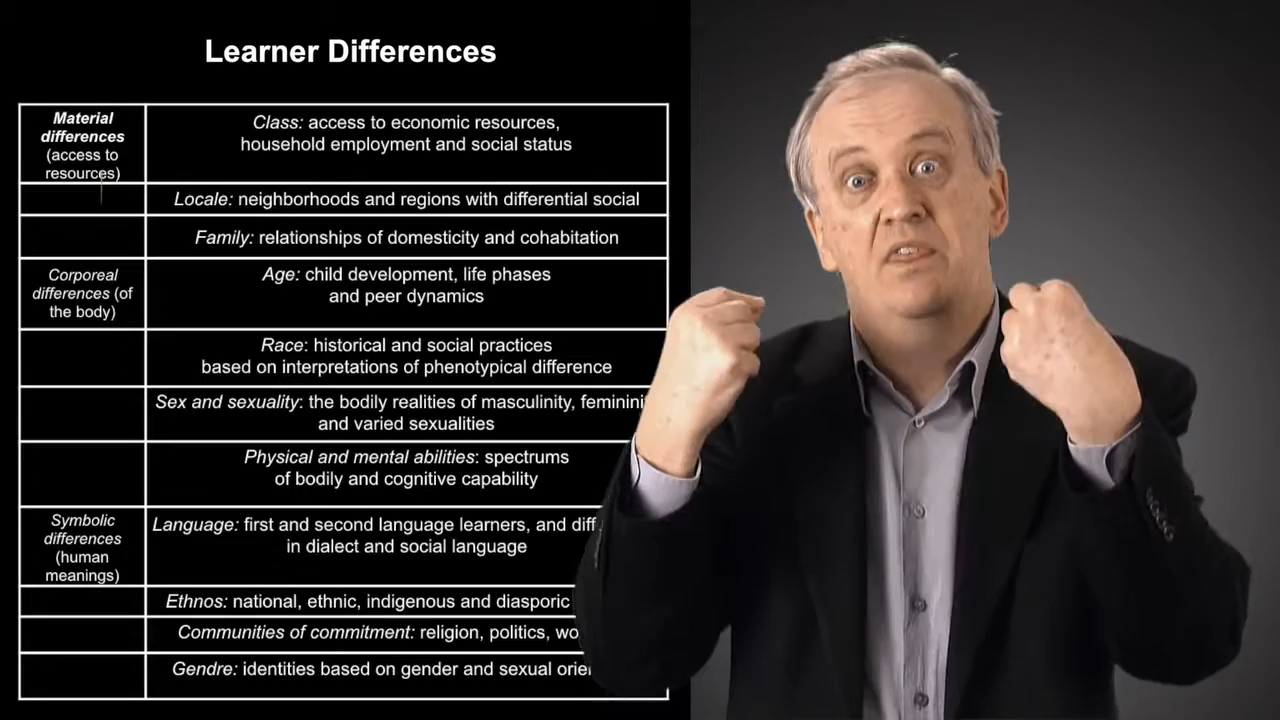 Learner Differences
Material
differences
(access to
resources)
Class: access to economic resources,
household employment and social status
Locale: neighborhoods and regions with differential social
Family: relationships of domesticity and cohabitation
Corporeal
differences (of
the body)
Age: child development, life phases
and peer dynamics
Race: historical and social practices
based on interpretations of phenotypical difference
Sex and sexuality: the bodily realities of masculinity,
and varied sexualities
Physical and mental abilities: spectrums
of bodily and cognitive capability
Symbolic
differences
(human
meanings)
Language: first and second language learners, and
in dialect and social language
Ethnos: national, ethnic, indigenous and diasporic
Communities of commitment: religion, politics,
Gendre: identities based on gender and sexual